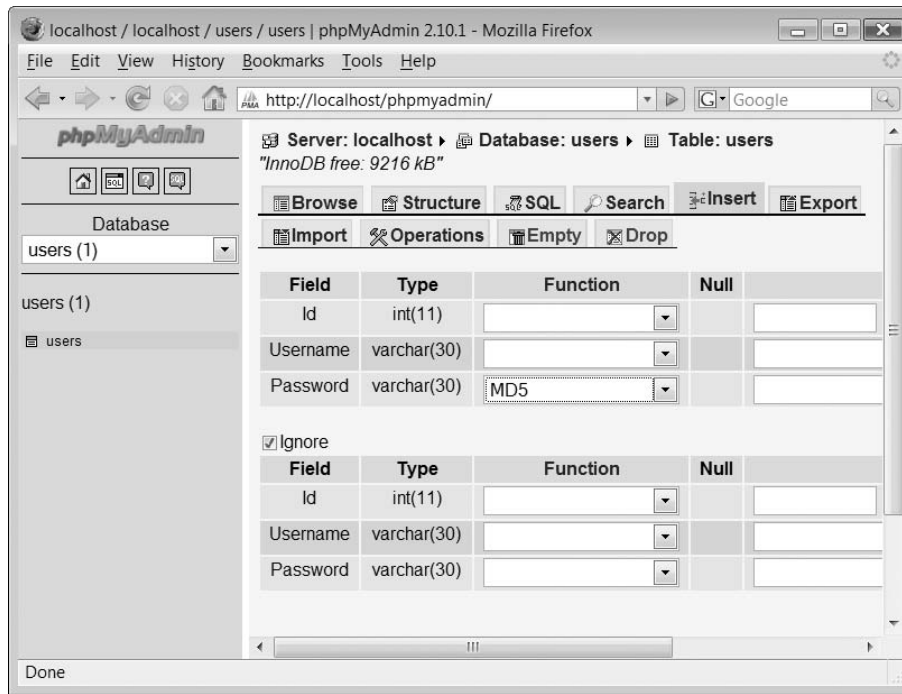 localhost / localhost / users / users | phpMyAdmin 2.10.1 - Mozilla Firefox
File Edit View History Bookmarks Tools Help
PMA http://localhost/phpmyadmin/ G Google
phpMyAdmin
SQL ? SQL
Database
users (1)
users (1)
users
Server: localhost Database: users Table: users
"InnoDB free: 9216 kB"
Browse Structure SQL Search Insert Export
Import Operations Empty Drop
Field Type Function Null
Id int(11)
Username varchar(30)
Password varchar(30) MD5
Ignore
Field Type Function Null
Id int(11)
Username varchar(30)
Password varchar(30)
Done